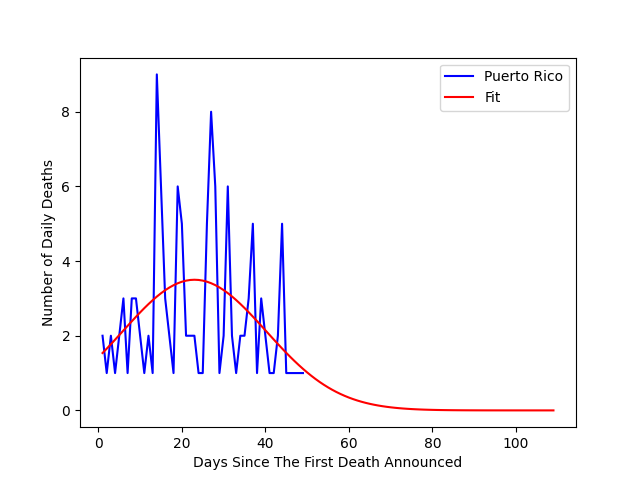 Puerto Rico
Fit
8
6
4
2
0
Number of Daily Deaths
0 20 40 60 80 100
Days Since The First Death Announced